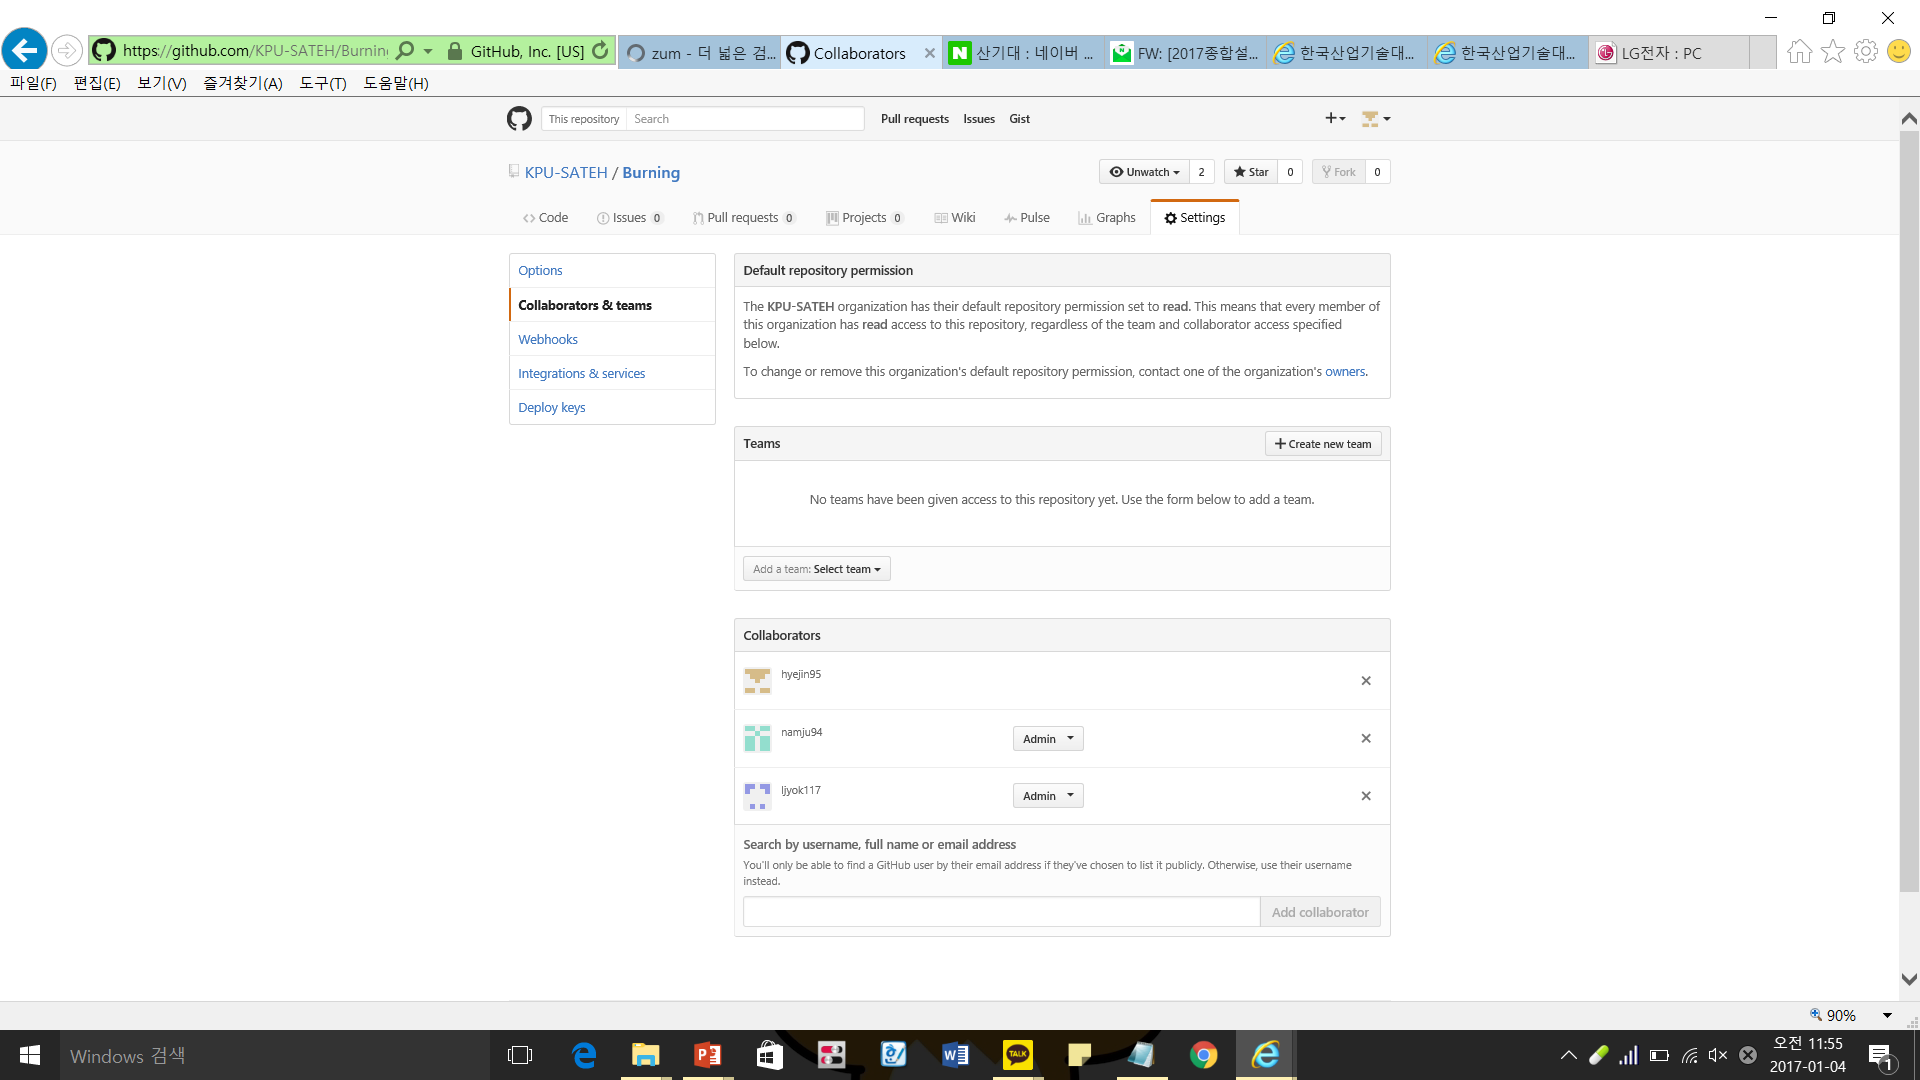 https://github.com/KPU-SATEH/Burnin
GitHub, Inc. [US]
zum - 더 넓은 검...
Collaborators
산기대 : 네이버 ...
FW: [2017종합설...
한국산업기술대...
한국산업기술대...
LG전자 : PC
파일(F) 편집(E) 보기(V) 즐겨찾기(A) 도구(T) 도움말(H)
This repository Search Pull requests Issues Gist
KPU-SATEH / Burning
Unwatch 2 Star 0 Fork 0
Code Issues 0 Pull requests 0 Projects 0 Wiki Pulse Graphs Settings
Options
Collaborators & teams
Webhooks
Integrations & services
Deploy keys
Default repository permission
The KPU-SATEH organization has their default repository permission set to read. This means that every member of
this organization has read access to this repository, regardless of the team and collaborator access specified
below.
To change or remove this organization's default repository permission, contact one of the organization's owners.
Teams
Create new team
No teams have been given access to this repository yet. Use the form below to add a team.
Add a team: Select team
Collaborators
hyejin95
namju94
Admin
ljyok117
Admin
Search by username, full name or email address
You'll only be able to find a GitHub user by their email address if they've chosen to list it publicly. Otherwise, use their username
instead.
Add collaborator
90%
Windows 검색
TALK
오전 11:55
2017-01-04
1